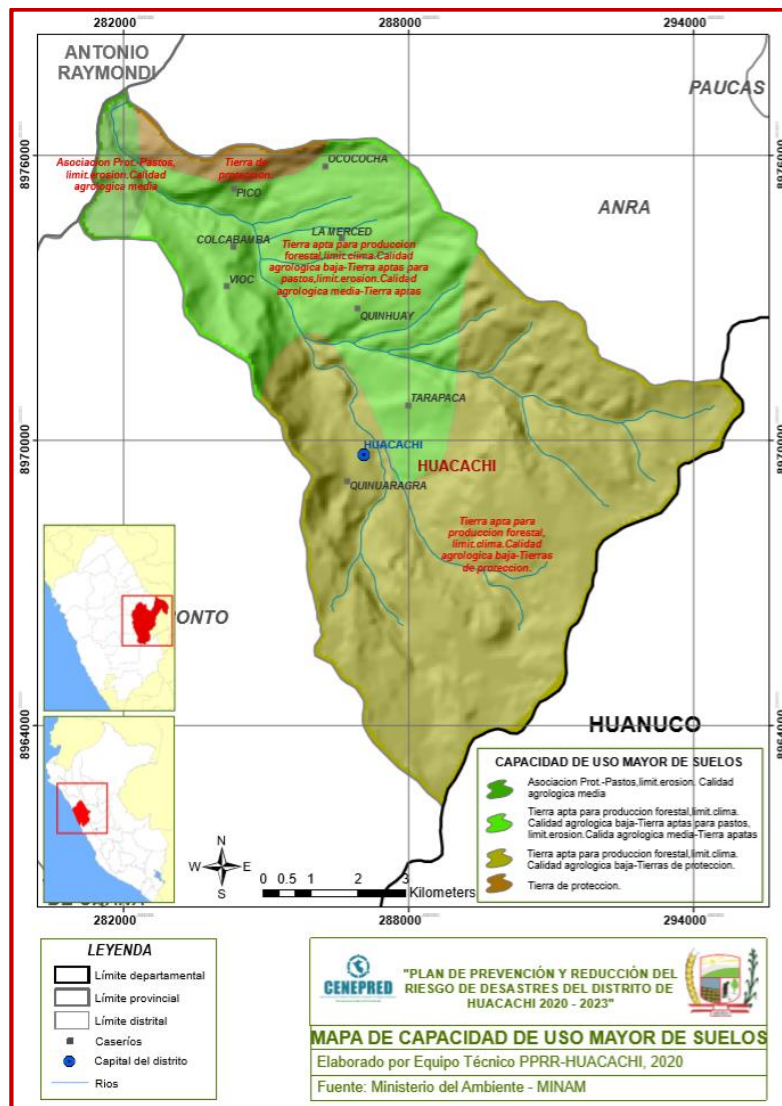 282000
288000
294000
ANTONIO
RAYMONDI
PAUCAS
8976000
8976000
Asociacion Prot.-Pastos,
limit.erosion.Calidad
agrologica media
Tierra de
proteccion.
OCOCOCHA
PICO
ANRA
COLCABAMBA
LA MERCED
Tierra apta para produccion
forestal,limit.clima.Calidad
agrologica baja-Tierra aptas para
pastos,limit.erosion.Calidad
agrologica media-Tierra aptas
VIOC
QUINHUAY
TARAPACA
8970000
8970000
HUACACHI
HUACACHI
QUINUARAGRA
Tierra apta para
produccion forestal,
limit.clima.Calidad
agrologica baja-Tierras
de proteccion.
ONTO
8964000
8964000
HUANUCO
CAPACIDAD DE USO MAYOR DE SUELOS
Asociacion Prot.-Pastos,limit.erosion. Calidad
agrologica media
Tierra apta para produccion forestal,limit.clima.
Calidad agrologica baja-Tierra aptas para pastos,
limit.erosion.Calida agrologica media-Tierra apatas
Tierra apta para produccion forestal,limit.clima.
Calidad agrologica baja-Tierras de proteccion.
Tierra de proteccion.
N
W E
S
0 0.5 1 2 3
Kilometers
282000
288000
294000
LEYENDA
Límite departamental
Límite provincial
Límite distrital
Caseríos
Capital del distrito
Rios
CENEPRED
"PLAN DE PREVENCIÓN Y REDUCCIÓN DEL
RIESGO DE DESASTRES DEL DISTRITO DE
HUACACHI 2020 - 2023"
MAPA DE CAPACIDAD DE USO MAYOR DE SUELOS
Elaborado por Equipo Técnico PPRR-HUACACHI, 2020
Fuente: Ministerio del Ambiente - MINAM